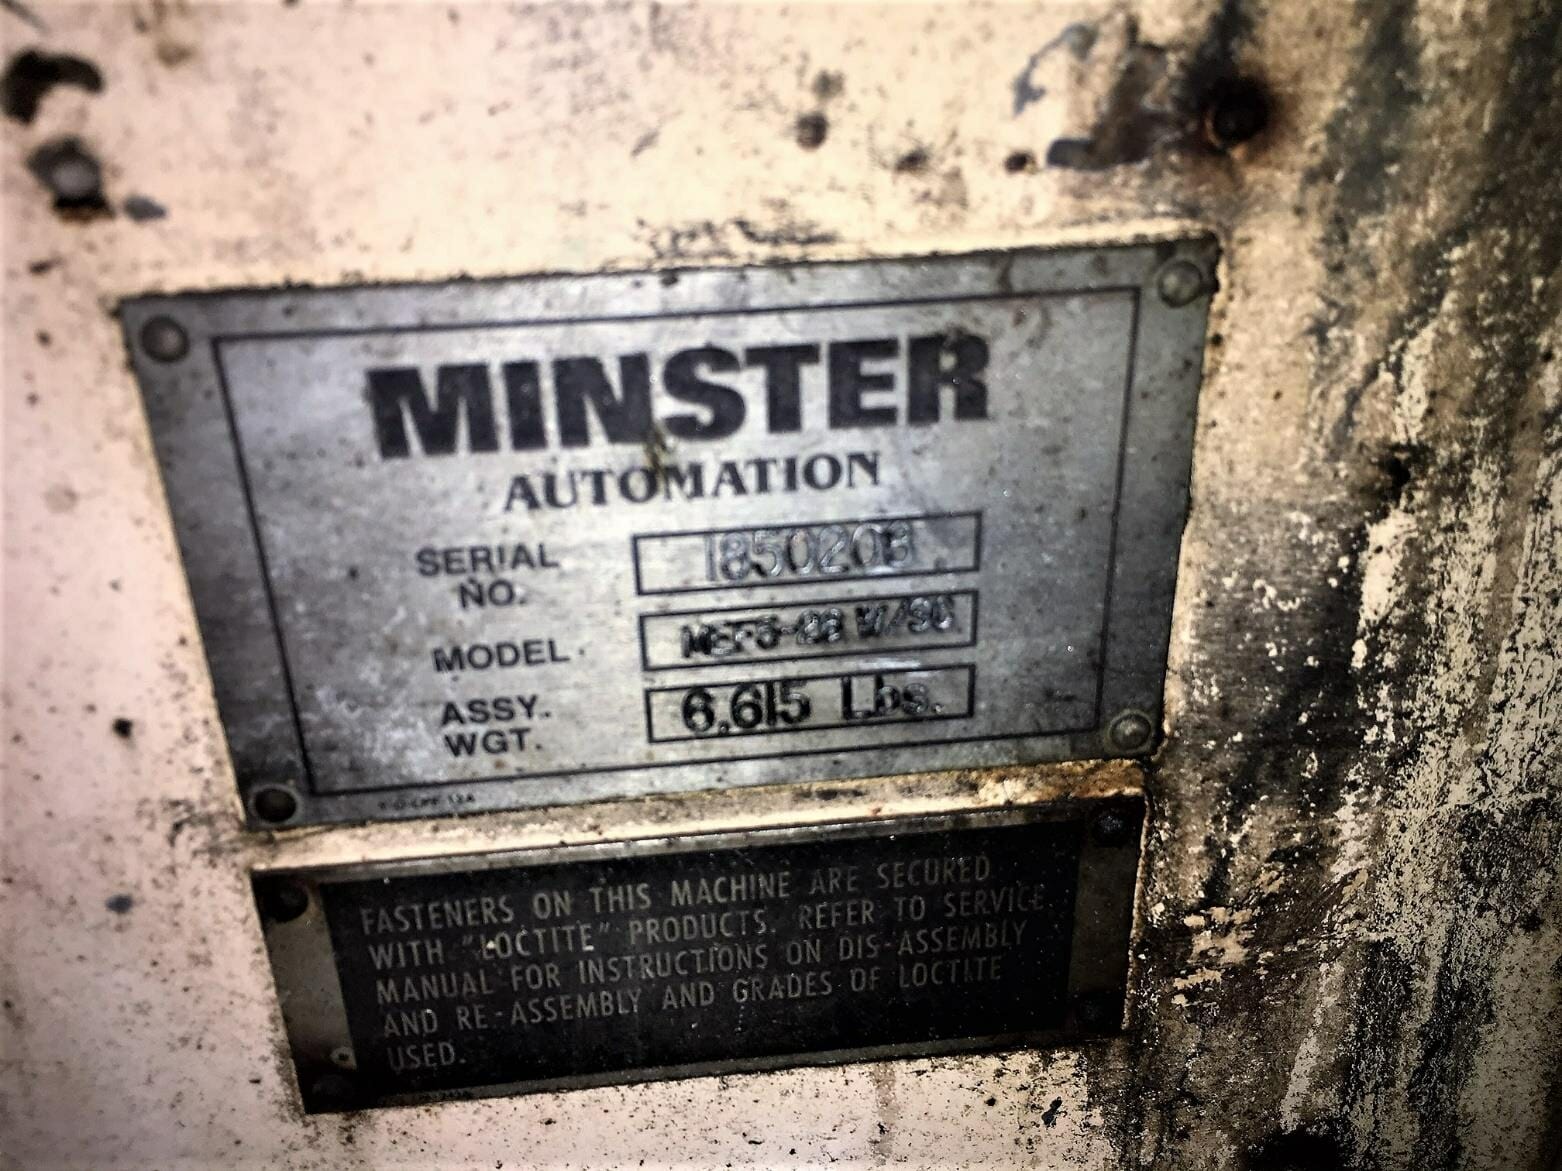 MINSTER
AUTOMATION
SERIAL NO. 1850208
MODEL
ASSY. WGT. 6,615 Lbs.
FASTENERS ON THIS MACHINE ARE SECURED
WITH "LOCTITE" PRODUCTS. REFER TO SERVICE
MANUAL FOR INSTRUCTIONS ON DIS-ASSEMBLY
AND RE-ASSEMBLY AND GRADES OF LOCTITE
USED.